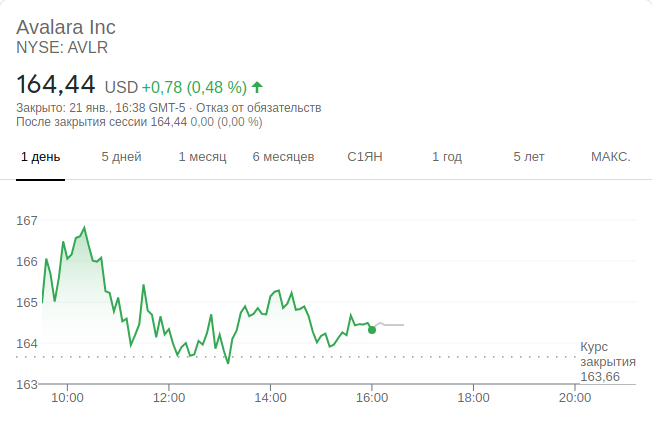 Avalara Inc
NYSE: AVLR
164,44 USD +0,78 (0,48 %) ↑
Закрыто: 21 янв., 16:38 GMT-5 · Отказ от обязательств
После закрытия сессии 164,44 0,00 (0,00 %)
1 день 5 дней 1 месяц 6 месяцев С1ЯН 1 год 5 лет МАКС.
167
166
165
164
163
Курс
закрытия
163,66
10:00 12:00 14:00 16:00 18:00 20:00